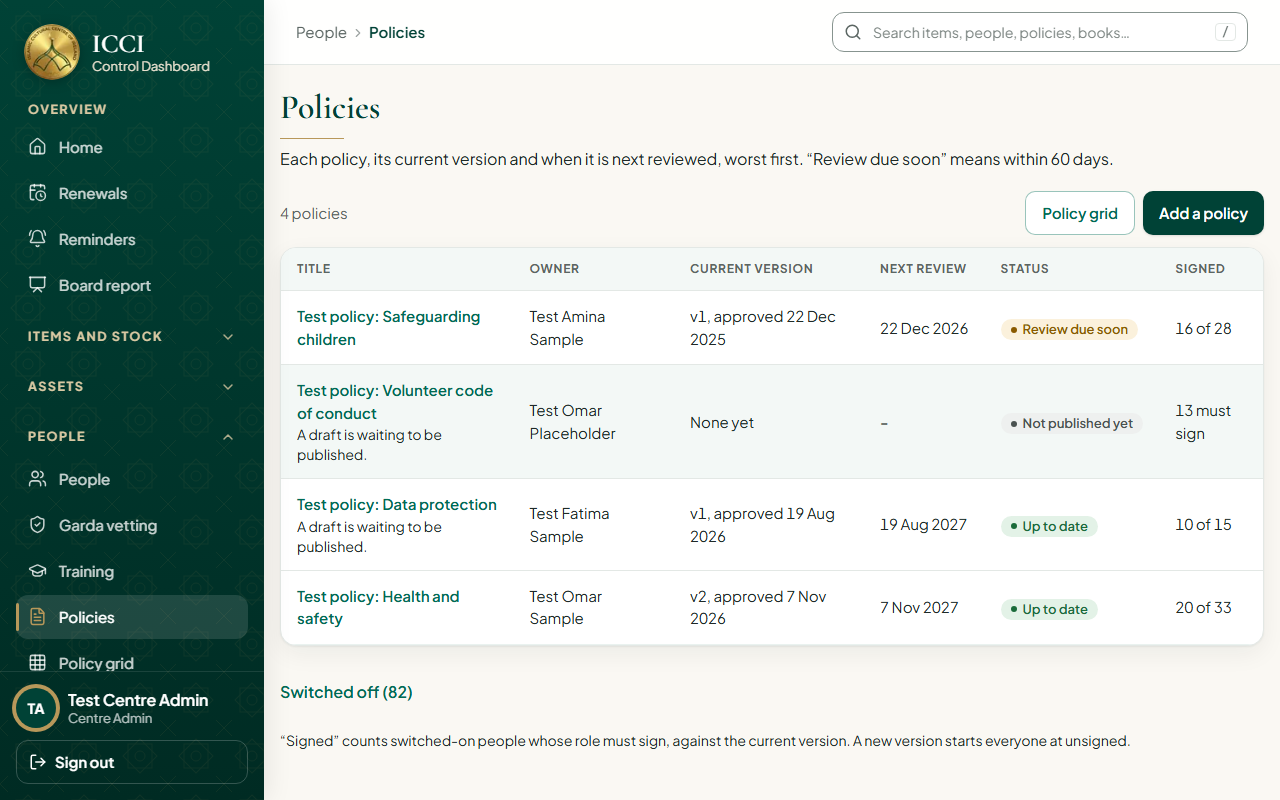 ICCI
Control Dashboard
OVERVIEW
Home
Renewals
Reminders
Board report
ITEMS AND STOCK
ASSETS
PEOPLE
People
Garda vetting
Training
Policies
Policy grid
TA
Test Centre Admin
Centre Admin
Sign out
People > Policies
Search items, people, policies, books…
/
Policies
Each policy, its current version and when it is next reviewed, worst first. “Review due soon” means within 60 days.
4 policies
Policy grid
Add a policy
TITLE OWNER CURRENT VERSION NEXT REVIEW STATUS SIGNED
Test policy: Safeguarding
children
Test Amina
Sample
v1, approved 22 Dec
2025
22 Dec 2026
Review due soon
16 of 28
Test policy: Volunteer code
of conduct
A draft is waiting to be
published.
Test Omar
Placeholder
None yet
–
Not published yet
13 must
sign
Test policy: Data protection
A draft is waiting to be
published.
Test Fatima
Sample
v1, approved 19 Aug
2026
19 Aug 2027
Up to date
10 of 15
Test policy: Health and
safety
Test Omar
Sample
v2, approved 7 Nov
2026
7 Nov 2027
Up to date
20 of 33
Switched off (82)
“Signed” counts switched-on people whose role must sign, against the current version. A new version starts everyone at unsigned.